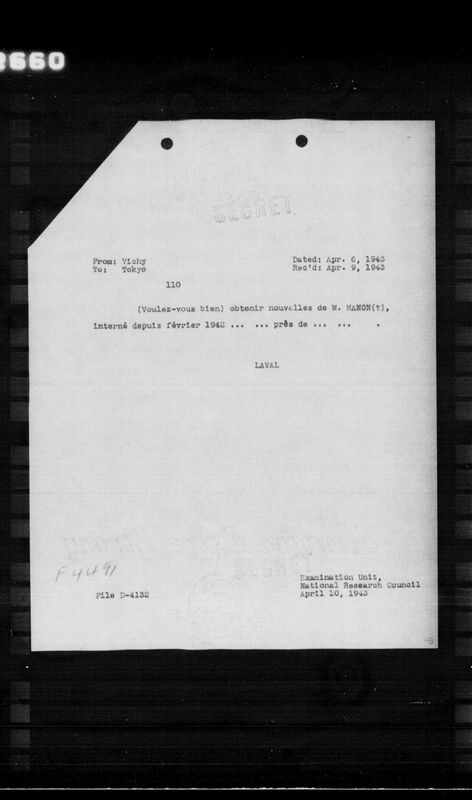 2660
SECRET
From: Vichy Dated: Apr. 6, 1943
To: Tokyo Rec'd: Apr. 9, 1943
110
(Voulez-vous bien) obtenir nouvelles de M. MANON(?),
interné depuis février 1942 ... ... près de ... ... .
LAVAL
SECRET
F 4491
Examination Unit,
National Research Council
File D-4132 April 10, 1943